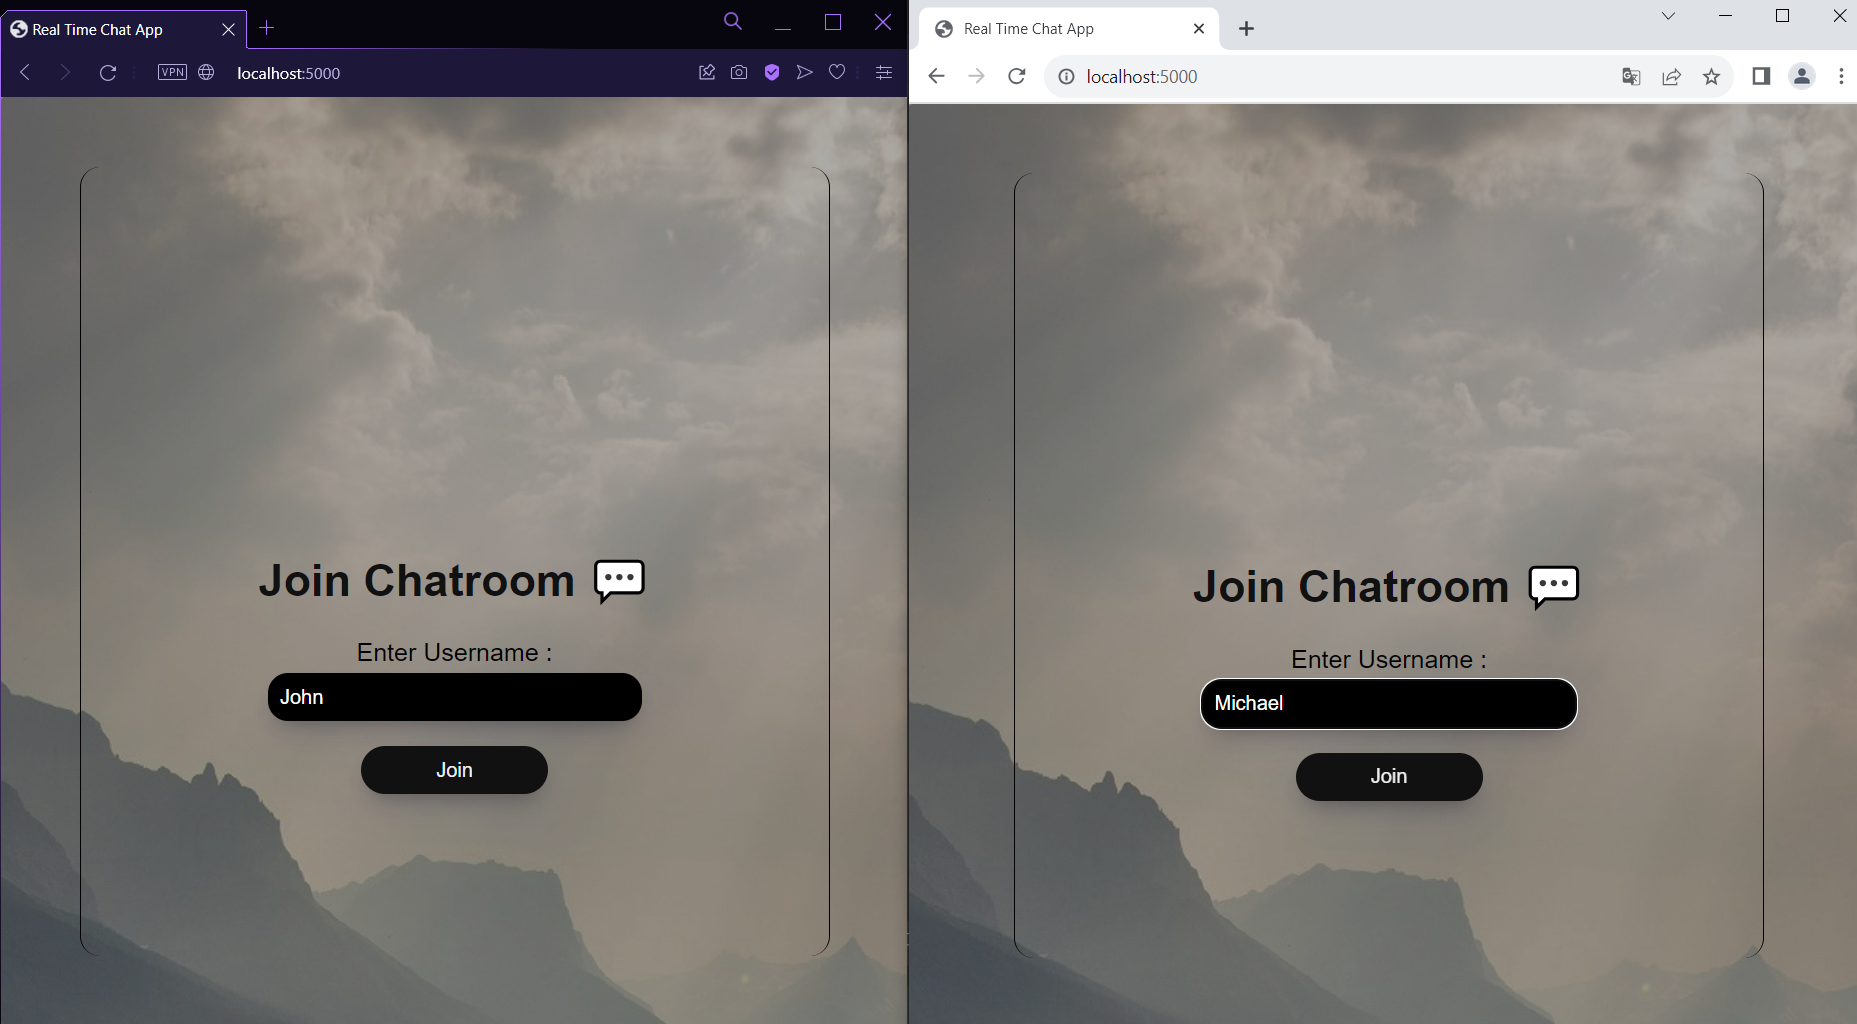 Real Time Chat App
VPN
localhost:5000
Join Chatroom
Enter Username :
John
Join
Real Time Chat App
localhost:5000
Join Chatroom
Enter Username :
Michael
Join